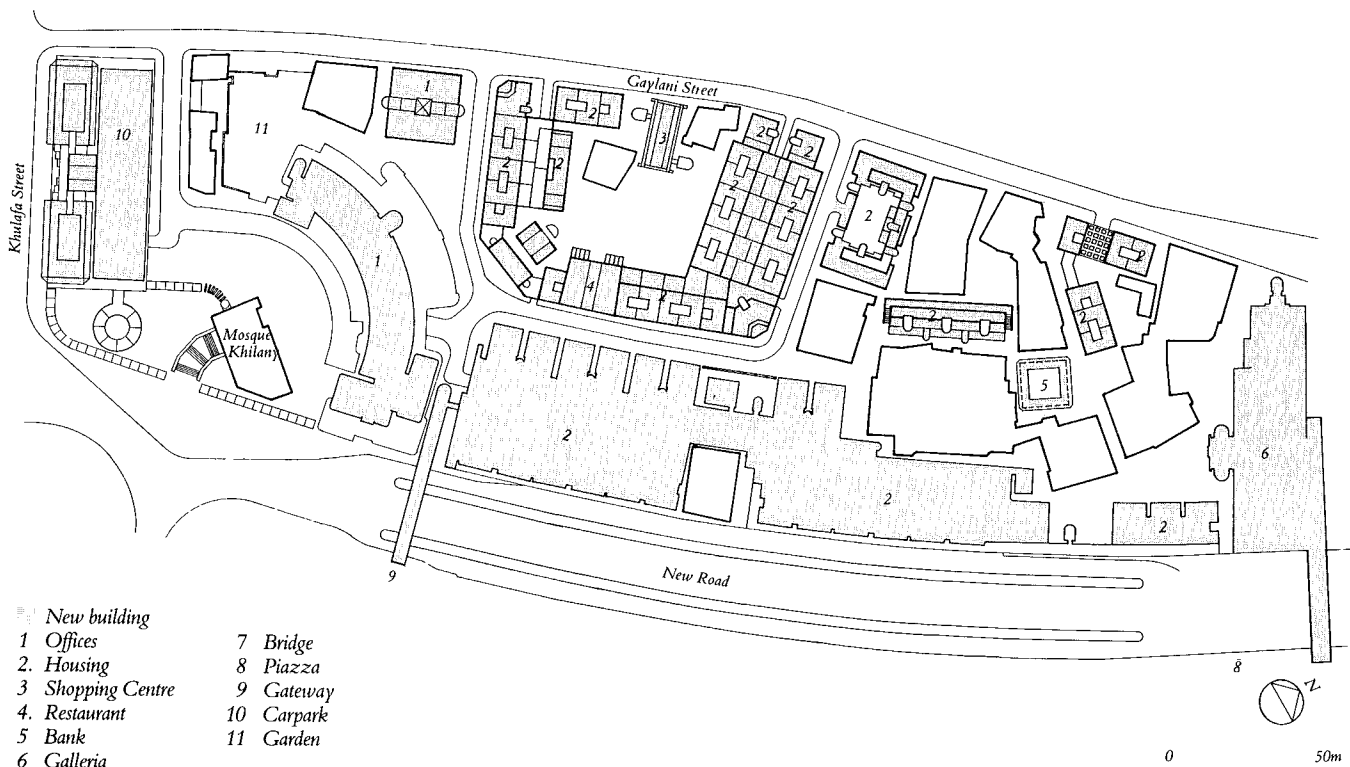 Gaylani Street
1
2
10
11
3
2
2
2
2
2
2
2
Khulafa Street
1
2
4
2
2
2
Mosque
Khilany
5
2
6
2
2
New Road
9
8
New building
1 Offices
2. Housing
3 Shopping Centre
4. Restaurant
5 Bank
6 Galleria
7 Bridge
8 Piazza
9 Gateway
10 Carpark
11 Garden
N
0 50m